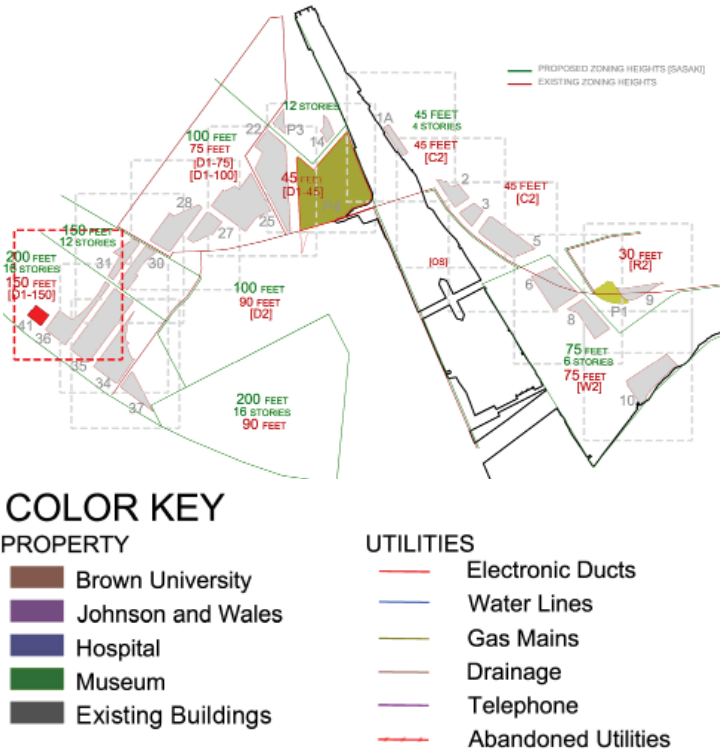 12 STORIES
PROPOSED ZONING HEIGHTS [SASAKI]
EXISTING ZONING HEIGHTS
1A
45 FEET
4 STORIES
45 FEET
[C2]
22
P3
14
100 FEET
75 FEET
[D1-75]
[D1-100]
45 FEET
[D1-45]
P4
2
3
5
45 FEET
[C2]
28
27
25
150 FEET
12 STORIES
31
30
200 FEET
16 STORIES
150 FEET
[D1-150]
41
36
35
34
37
100 FEET
90 FEET
[D2]
[08]
30 FEET
[R2]
6
9
P1
8
75 FEET
6 STORIES
75 FEET
[W2]
10
200 FEET
16 STORIES
90 FEET
COLOR KEY
PROPERTY
Brown University
Johnson and Wales
Hospital
Museum
Existing Buildings
UTILITIES
Electronic Ducts
Water Lines
Gas Mains
Drainage
Telephone
Abandoned Utilities